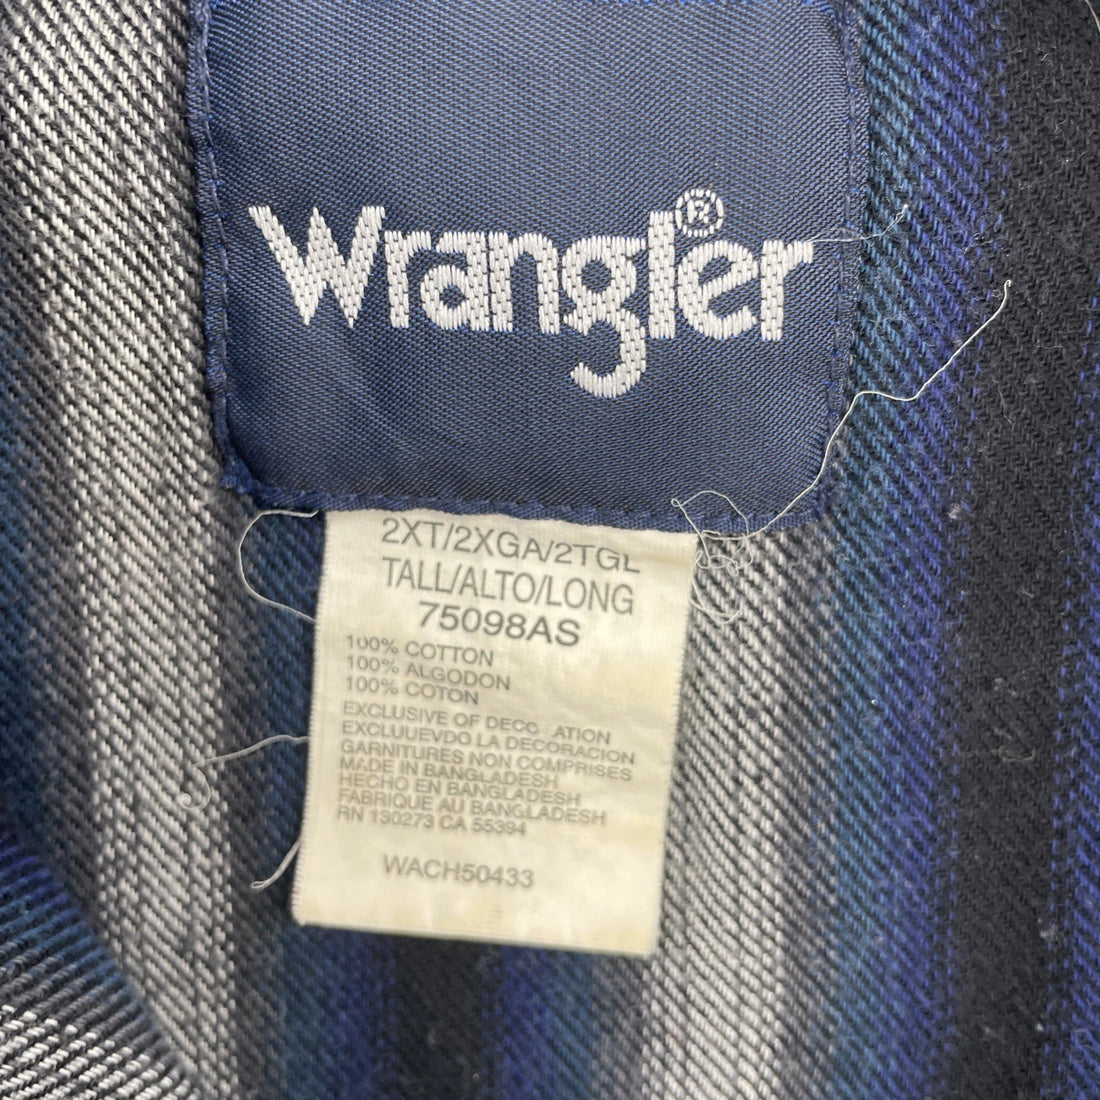 Wrangler®
2XT/2XGA/2TGL
TALL/ALTO/LONG
75098AS
100% COTTON
100% ALGODON
100% COTON
EXCLUSIVE OF DECO ATION
EXCLUUEVDO LA DECORACION
GARNITURES NON COMPRISES
MADE IN BANGLADESH
HECHO EN BANGLADESH
FABRIQUE AU BANGLADESH
RN 130273 CA 55394
WACH50433